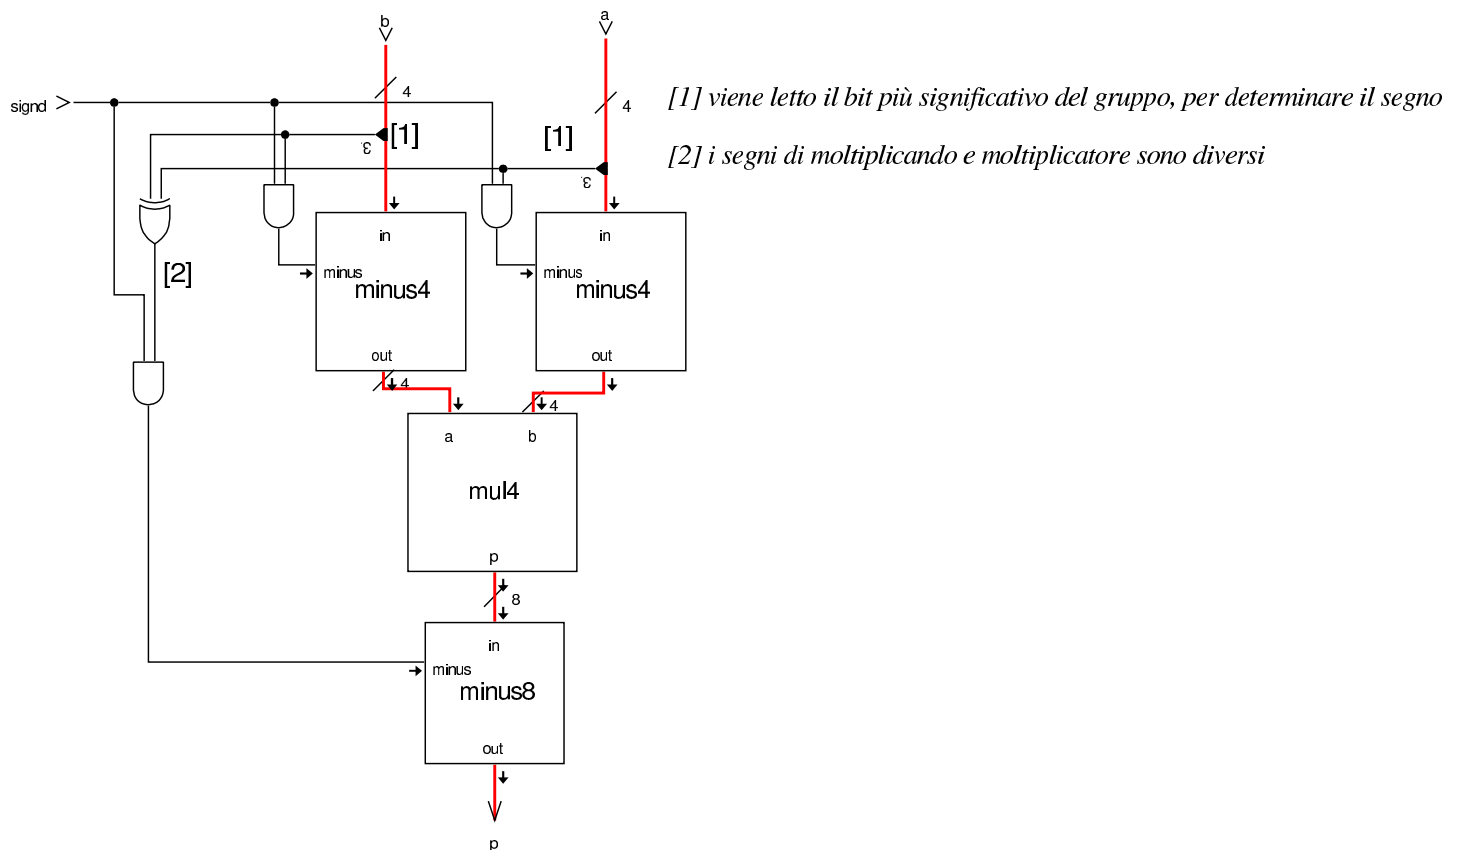 b
a
signd
4
4
[1] viene letto il bit più significativo del gruppo, per determinare il segno
[1]
[1]
3
3
[2] i segni di moltiplicando e moltiplicatore sono diversi
in
in
[2]
minus
minus
minus4
minus4
out
out
4
4
a
b
mul4
p
8
in
minus
minus8
out
p